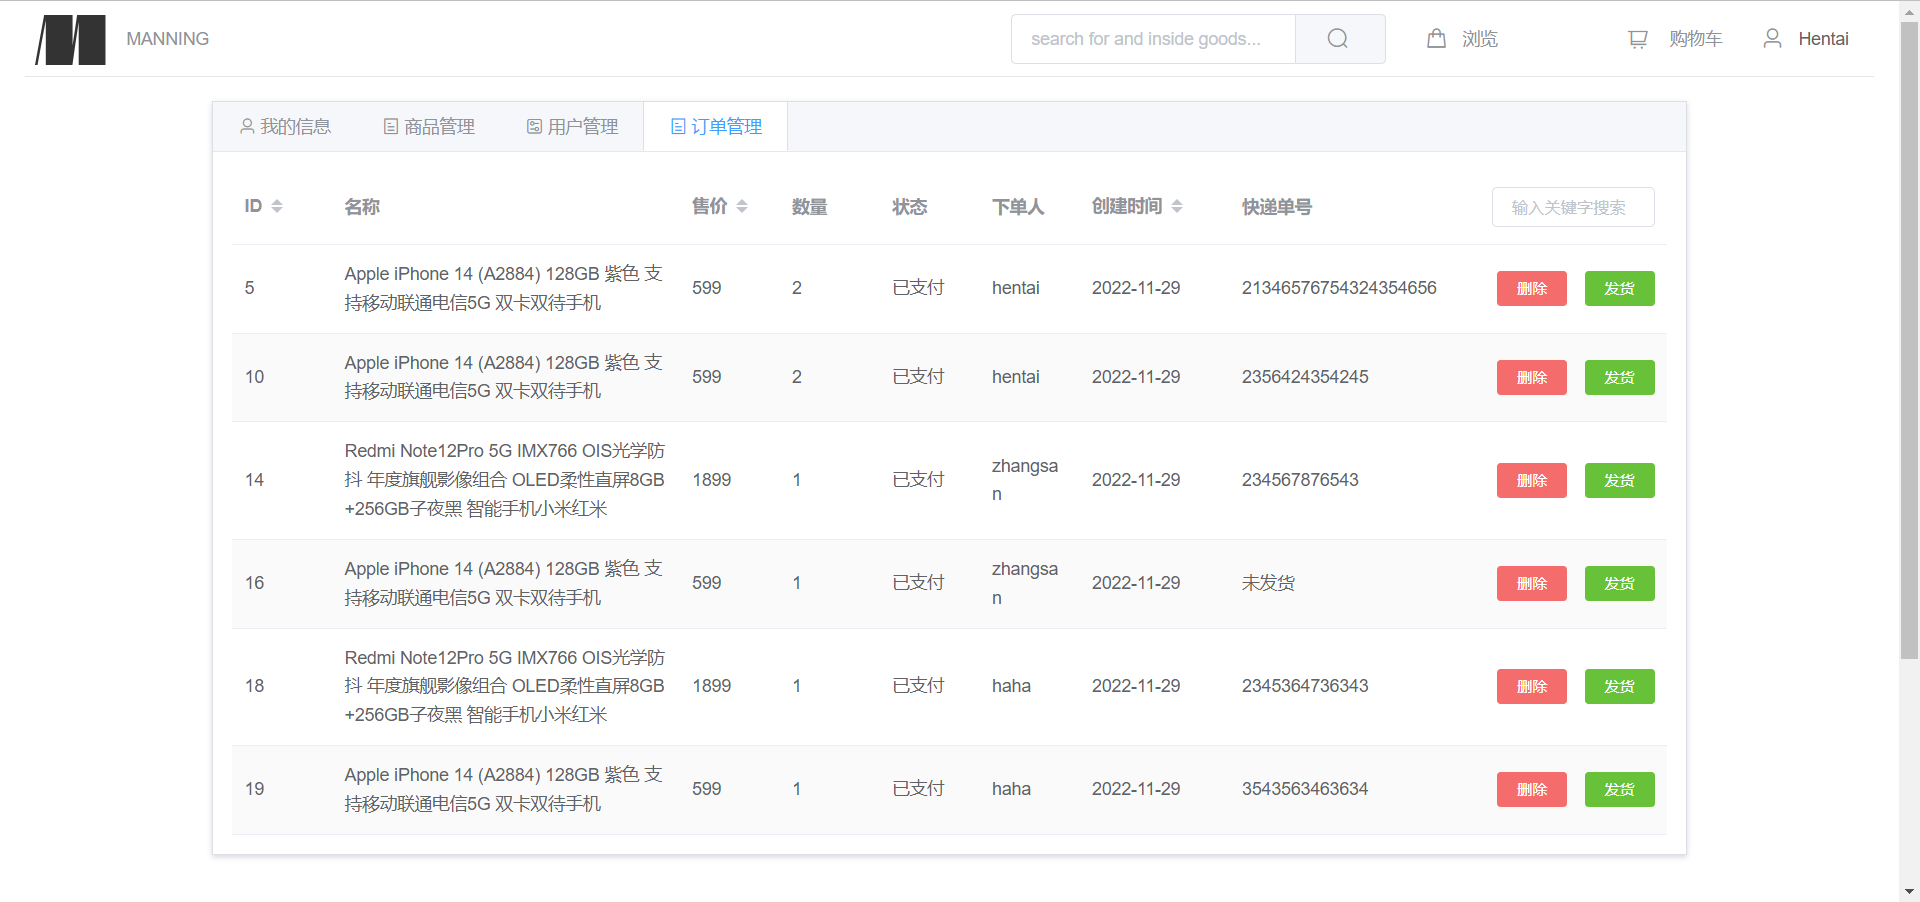 MANNING
search for and inside goods...
浏览
购物车
Hentai
我的信息 商品管理 用户管理 订单管理
ID 名称 售价 数量 状态 下单人 创建时间 快递单号 输入关键字搜索
5 Apple iPhone 14 (A2884) 128GB 紫色 支 599 2 已支付 hentai 2022-11-29 21346576754324354656 删除 发货
持移动联通电信5G 双卡双待手机
10 Apple iPhone 14 (A2884) 128GB 紫色 支 599 2 已支付 hentai 2022-11-29 2356424354245 删除 发货
持移动联通电信5G 双卡双待手机
Redmi Note12Pro 5G IMX766 OIS光学防
14 抖 年度旗舰影像组合 OLED柔性直屏8GB 1899 1 已支付 zhangsa 2022-11-29 234567876543 删除 发货
+256GB子夜黑 智能手机小米红米 n
16 Apple iPhone 14 (A2884) 128GB 紫色 支 599 1 已支付 zhangsa 2022-11-29 未发货 删除 发货
持移动联通电信5G 双卡双待手机 n
Redmi Note12Pro 5G IMX766 OIS光学防
18 抖 年度旗舰影像组合 OLED柔性直屏8GB 1899 1 已支付 haha 2022-11-29 2345364736343 删除 发货
+256GB子夜黑 智能手机小米红米
19 Apple iPhone 14 (A2884) 128GB 紫色 支 599 1 已支付 haha 2022-11-29 3543563463634 删除 发货
持移动联通电信5G 双卡双待手机